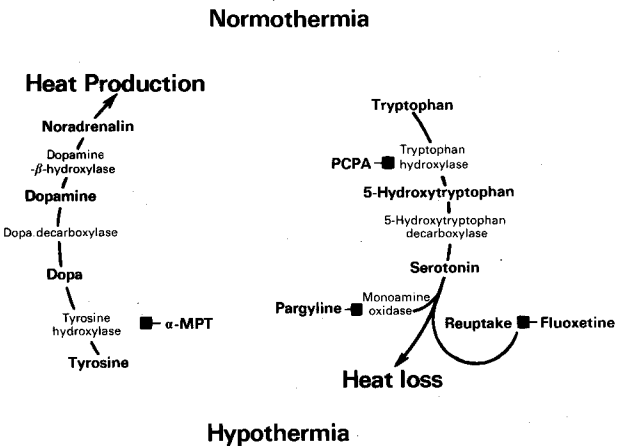 Normothermia
Heat Production
Noradrenalin
Dopamine
-β-hydroxylase
Dopamine
Dopa.decarboxylase
Dopa
Tyrosine
hydroxylase
α-MPT
Tyrosine
Tryptophan
PCPA
Tryptophan
hydroxylase
5-Hydroxytryptophan
5-Hydroxytryptophan
decarboxylase
Serotonin
Pargyline
Monoamine
oxidase
Reuptake
Fluoxetine
Heat loss
Hypothermia